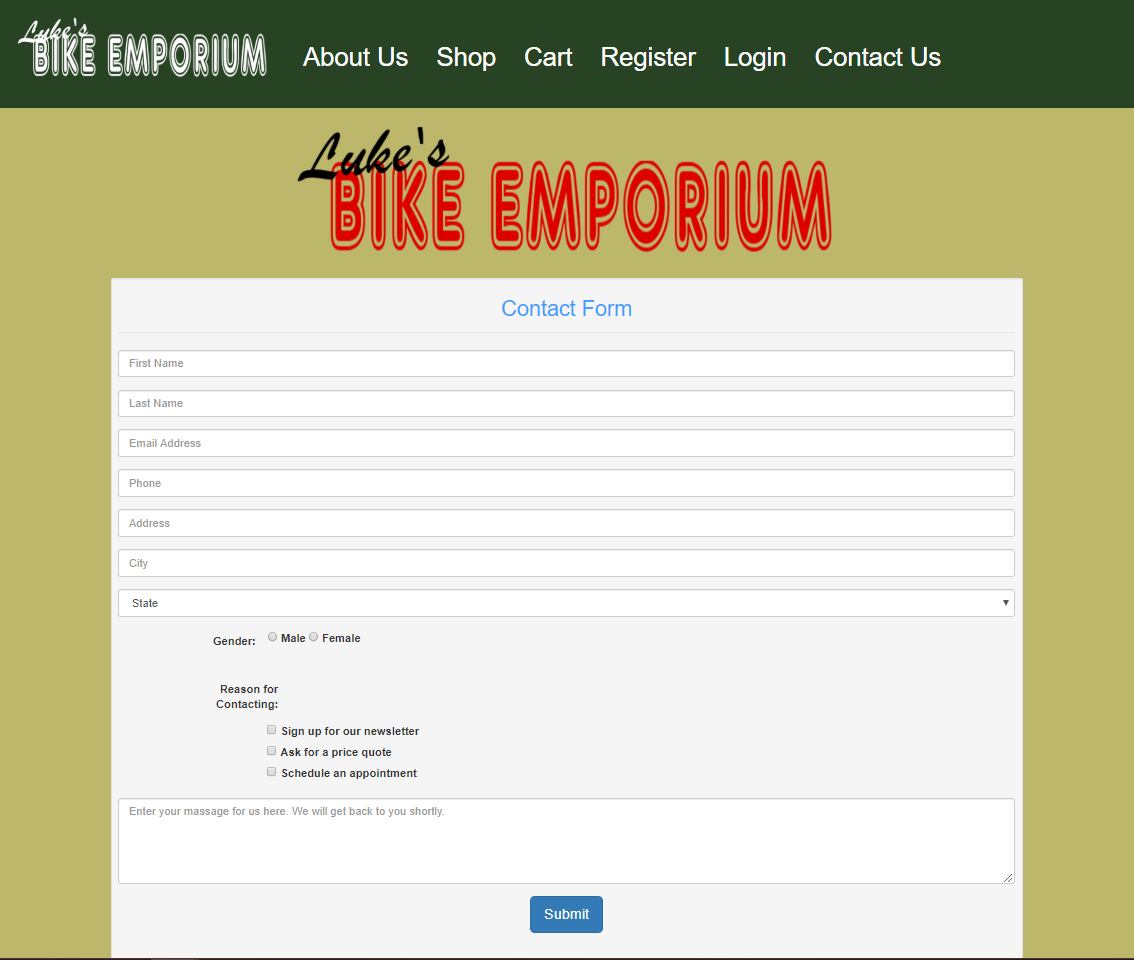 Luke's
BIKE EMPORIUM
About Us Shop Cart Register Login Contact Us
Luke's
BIKE EMPORIUM
Contact Form
First Name
Last Name
Email Address
Phone
Address
City
State
Gender: Male Female
Reason for
Contacting:
Sign up for our newsletter
Ask for a price quote
Schedule an appointment
Enter your massage for us here. We will get back to you shortly.
Submit